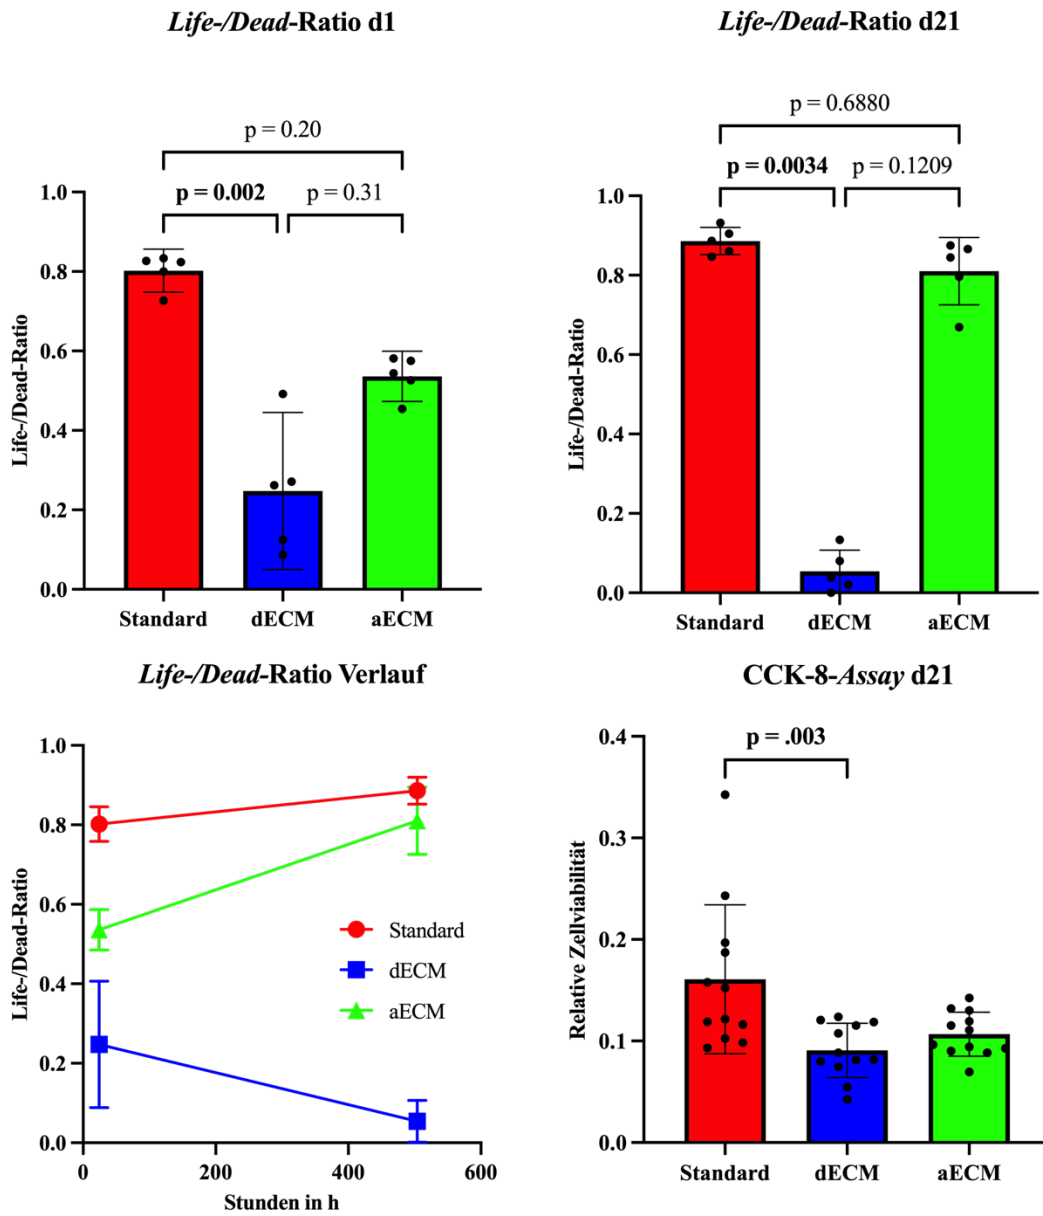 Life-/Dead-Ratio d1
p = 0.20
p = 0.002
p = 0.31
Life-/Dead-Ratio
1.0
0.8
0.6
0.4
0.2
0.0
Standard
dECM
aECM
Life-/Dead-Ratio d21
p = 0.6880
p = 0.0034
p = 0.1209
Life-/Dead-Ratio
1.0
0.8
0.6
0.4
0.2
0.0
Standard
dECM
aECM
Life-/Dead-Ratio Verlauf
Life-/Dead-Ratio
1.0
0.8
0.6
0.4
0.2
0.0
Standard
dECM
aECM
0
200
400
600
Stunden in h
CCK-8-Assay d21
p = .003
Relative Zellviabilität
0.4
0.3
0.2
0.1
0.0
Standard
dECM
aECM